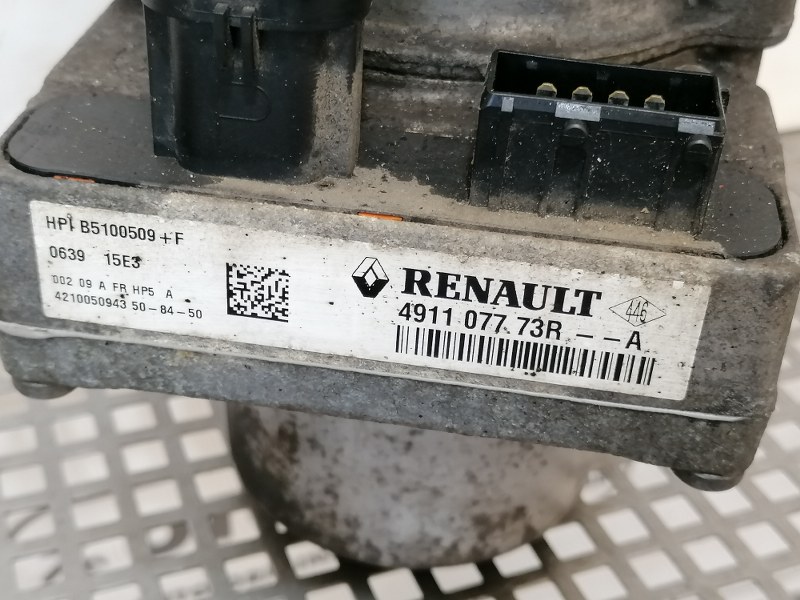 HPI B5100509+F
0639 15E3
D02 09 A FR HP5 A
4210050943 50-84-50
RENAULT
446
4911 077 73R -- A